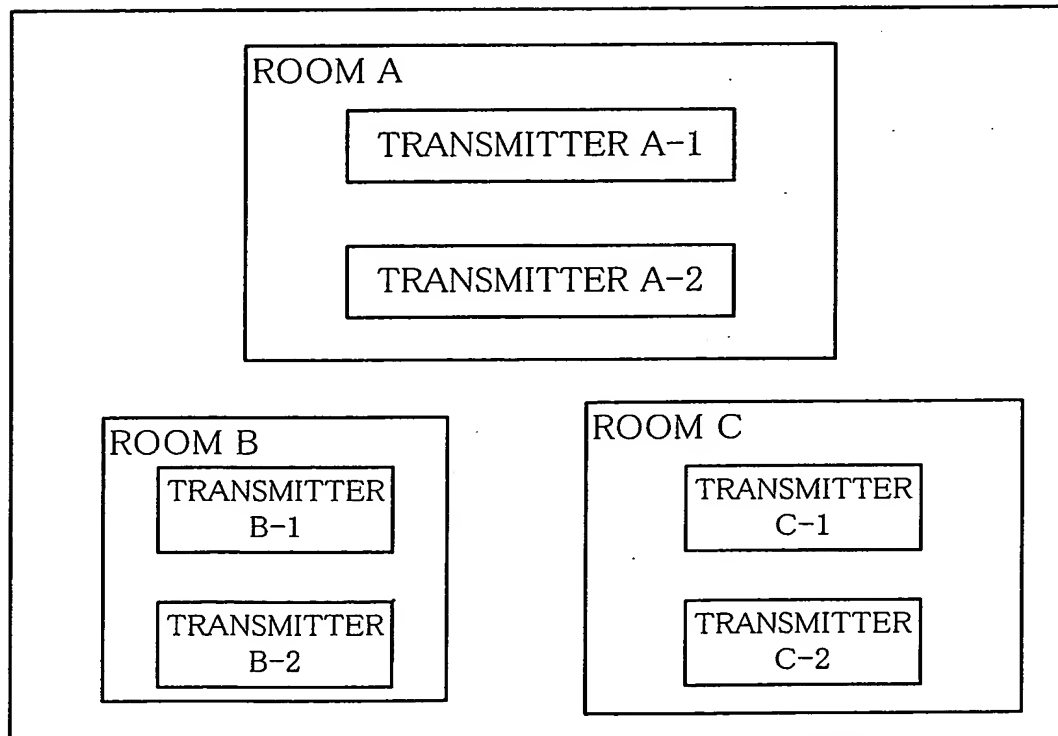 ROOM A
TRANSMITTER A-1
TRANSMITTER A-2
ROOM B
TRANSMITTER
B-1
TRANSMITTER
B-2
ROOM C
TRANSMITTER
C-1
TRANSMITTER
C-2